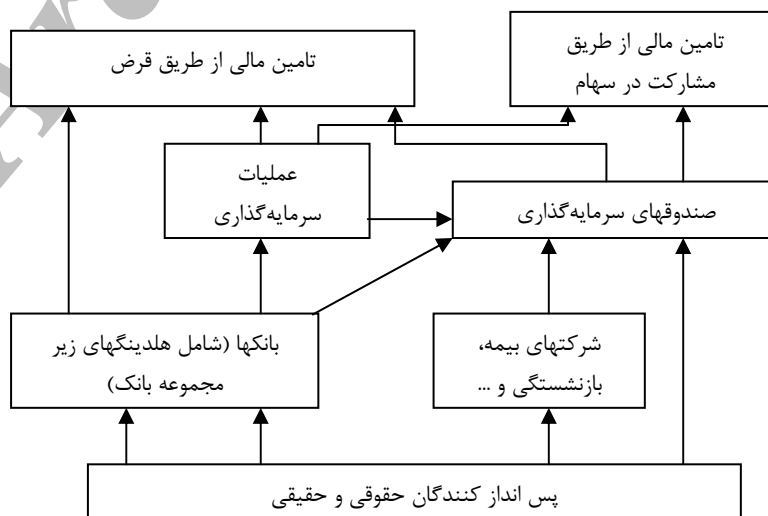 تامین مالی از طریق
مشارکت در سهام
تامین مالی از طریق قرض
عملیات
سرمایه‌گذاری
صندوقهای سرمایه‌گذاری
شرکتهای بیمه،
بازنشستگی و ...
بانکها (شامل هلدینگهای زیر
مجموعه بانک)
پس انداز کنندگان حقوقی و حقیقی